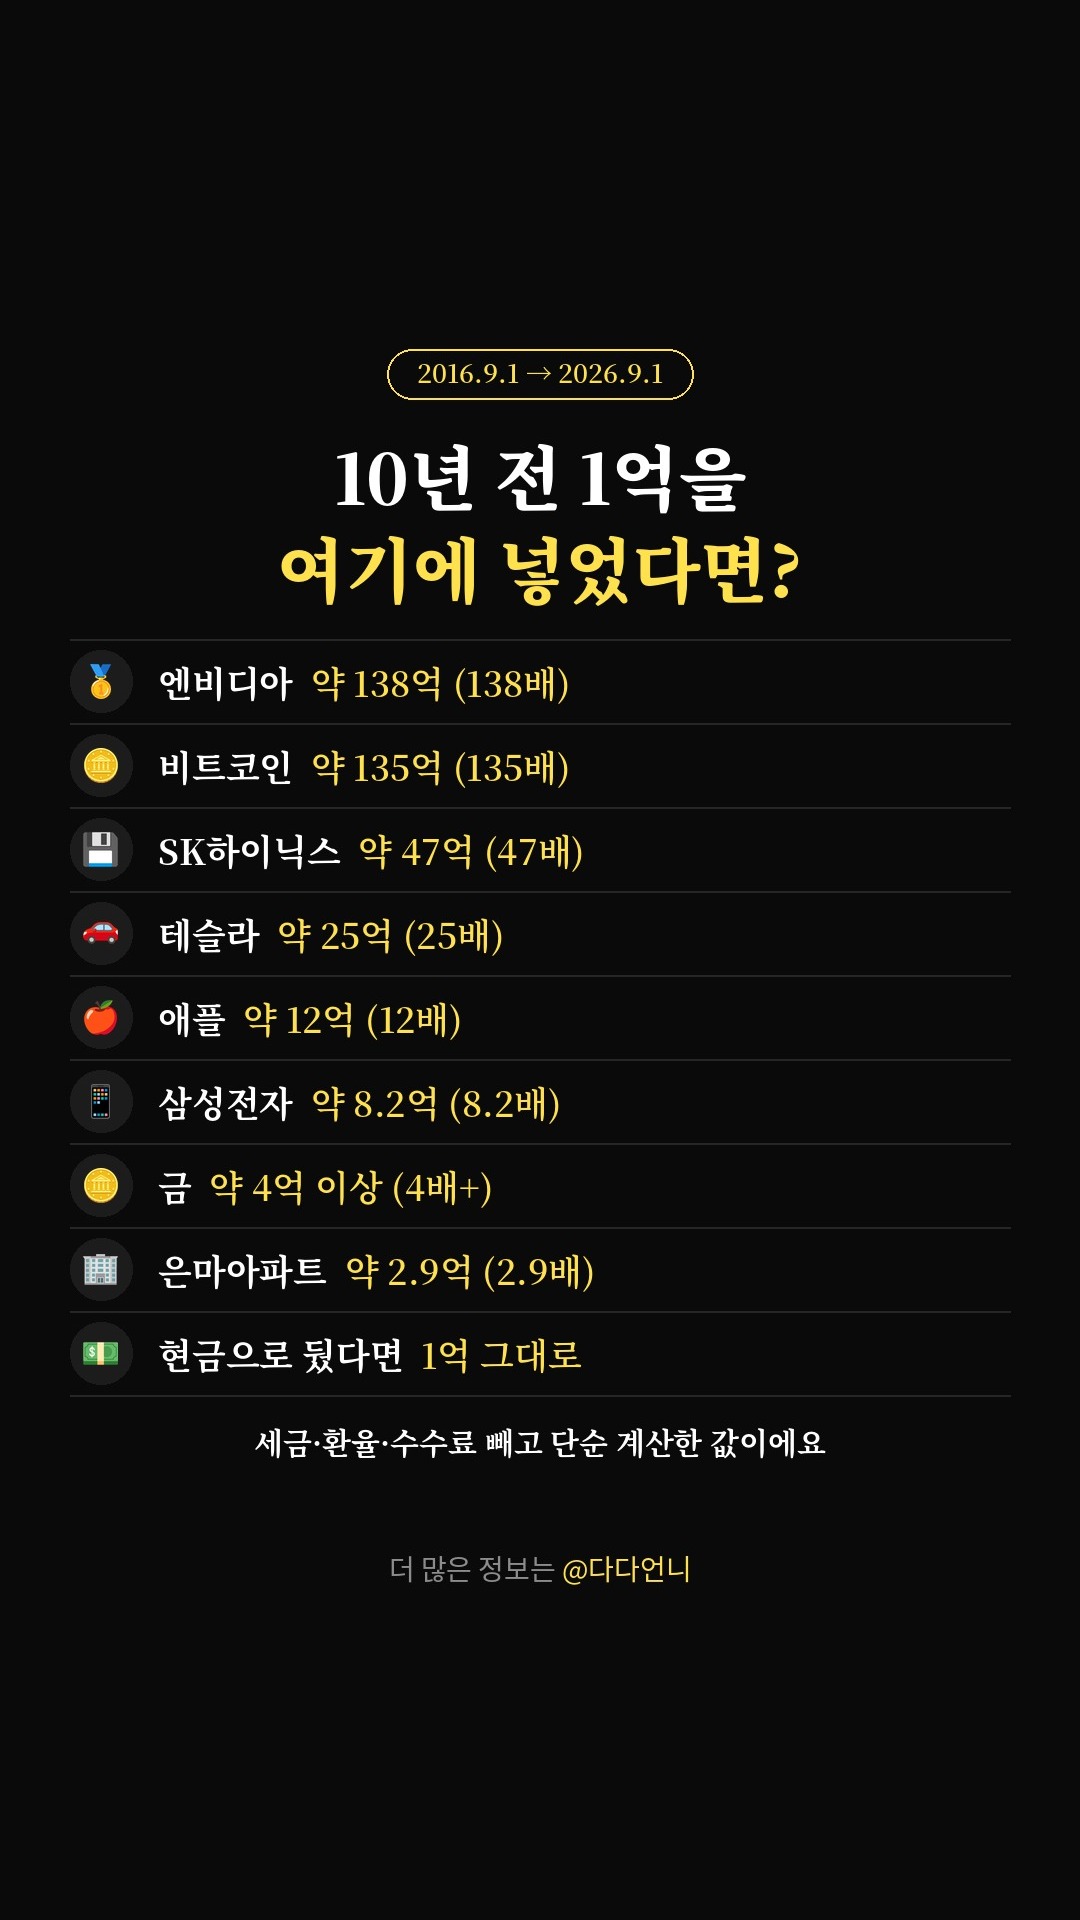 2016.9.1 → 2026.9.1
10년 전 1억을
여기에 넣었다면?
엔비디아 약 138억 (138배)
비트코인 약 135억 (135배)
SK하이닉스 약 47억 (47배)
테슬라 약 25억 (25배)
애플 약 12억 (12배)
삼성전자 약 8.2억 (8.2배)
금 약 4억 이상 (4배+)
은마아파트 약 2.9억 (2.9배)
현금으로 뒀다면 1억 그대로
세금·환율·수수료 빼고 단순 계산한 값이에요
더 많은 정보는 @다다언니